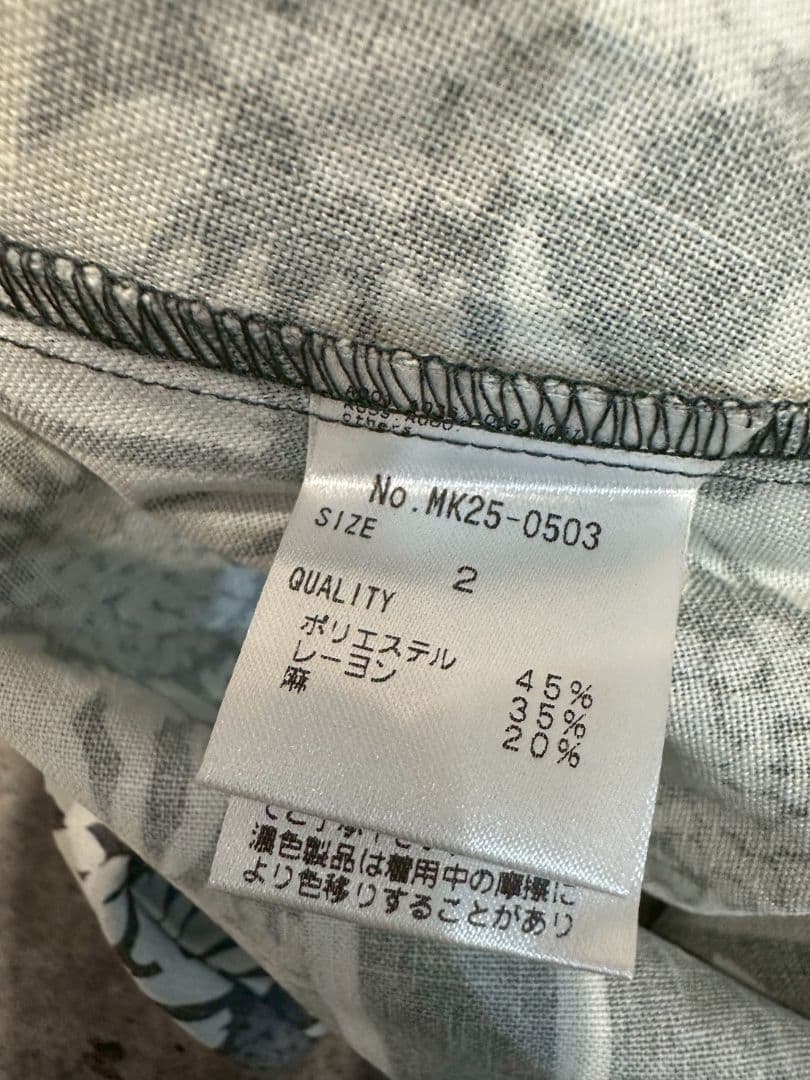 others
No.MK25-0503
SIZE
2
QUALITY
ポリエステル 45%
レーヨン 35%
麻 20%
濃色製品は着用中の摩擦に
より色移りすることがあり